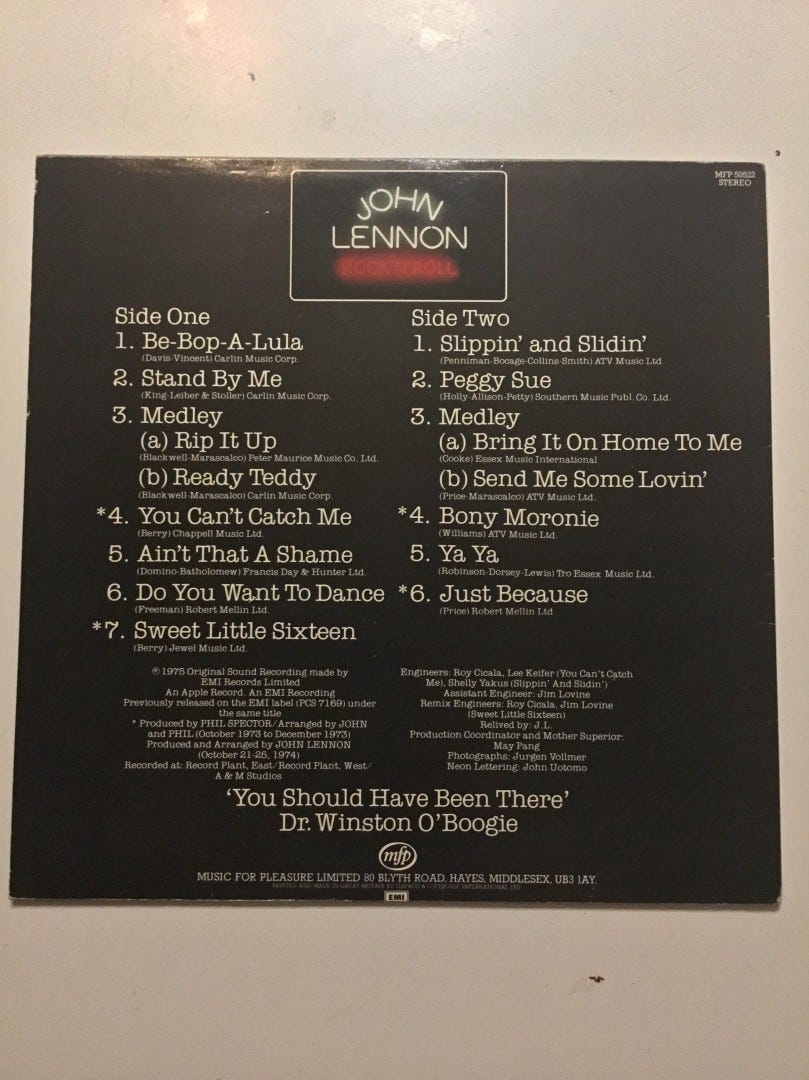 MFP 50522
STEREO
JOHN
LENNON
ROCK 'N' ROLL
Side One
1. Be-Bop-A-Lula
(Davis-Vincent) Carlin Music Corp.
2. Stand By Me
(King-Leiber & Stoller) Carlin Music Corp.
3. Medley
(a) Rip It Up
(Blackwell-Marascalco) Peter Maurice Music Co. Ltd.
(b) Ready Teddy
(Blackwell-Marascalco) Carlin Music Corp.
*4. You Can't Catch Me
(Berry) Chappell Music Ltd.
5. Ain't That A Shame
(Domino-Batholomew) Francis Day & Hunter Ltd.
6. Do You Want To Dance
(Freeman) Robert Mellin Ltd.
*7. Sweet Little Sixteen
(Berry) Jewel Music Ltd.
Side Two
1. Slippin' and Slidin'
(Penniman-Bocage-Collins-Smith) ATV Music Ltd.
2. Peggy Sue
(Holly-Allison-Petty) Southern Music Publ. Co. Ltd.
3. Medley
(a) Bring It On Home To Me
(Cooke) Essex Music International
(b) Send Me Some Lovin'
(Price-Marascalco) ATV Music Ltd.
*4. Bony Moronie
(Williams) ATV Music Ltd.
5. Ya Ya
(Robinson-Dorsey-Lewis) Tro Essex Music Ltd.
*6. Just Because
(Price) Robert Mellin Ltd.
℗ 1975 Original Sound Recording made by
EMI Records Limited
An Apple Record. An EMI Recording
Previously released on the EMI label (PCS 7169) under
the same title
* Produced by PHIL SPECTOR/Arranged by JOHN
and PHIL (October 1973 to December 1973)
Produced and Arranged by JOHN LENNON
(October 21-25, 1974)
Recorded at: Record Plant, East/Record Plant, West/
A & M Studios
Engineers: Roy Cicala, Lee Keifer (You Can't Catch
Me), Shelly Yakus (Slippin' And Slidin')
Assistant Engineer: Jim Lovine
Remix Engineers: Roy Cicala, Jim Lovine
(Sweet Little Sixteen)
Relived by: J.L.
Production Coordinator and Mother Superior:
May Pang
Photographs: Jurgen Vollmer
Neon Lettering: John Uotomo
'You Should Have Been There'
Dr. Winston O'Boogie
mfp
MUSIC FOR PLEASURE LIMITED 80 BLYTH ROAD, HAYES, MIDDLESEX, UB3 1AY.
PRINTED AND MADE IN GREAT BRITAIN BY GARROD & LOFTHOUSE INTERNATIONAL LTD
EMI